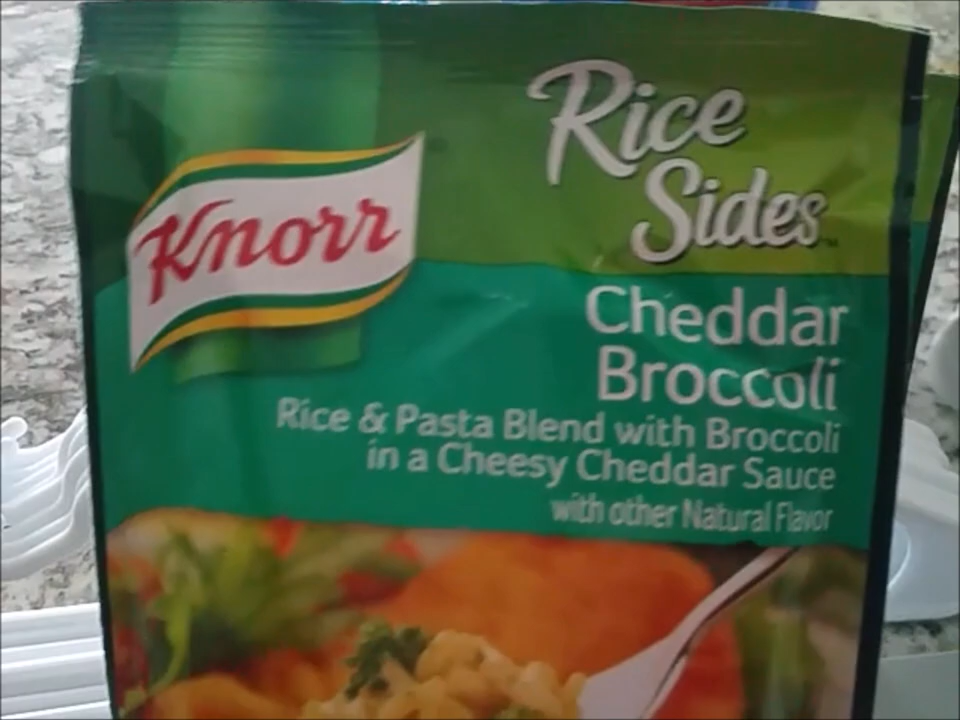 Knorr
Rice
Sides
Cheddar
Broccoli
Rice & Pasta Blend with Broccoli
in a Cheesy Cheddar Sauce
with other Natural Flavor